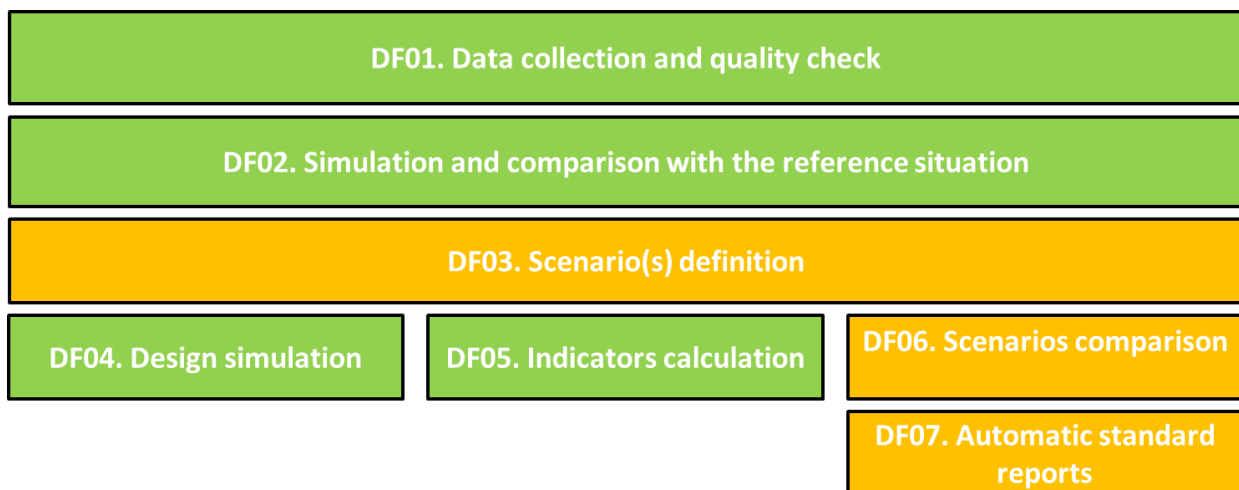 DF01. Data collection and quality check
DF02. Simulation and comparison with the reference situation
DF03. Scenario(s) definition
DF04. Design simulation
DF05. Indicators calculation
DF06. Scenarios comparison
DF07. Automatic standard
reports